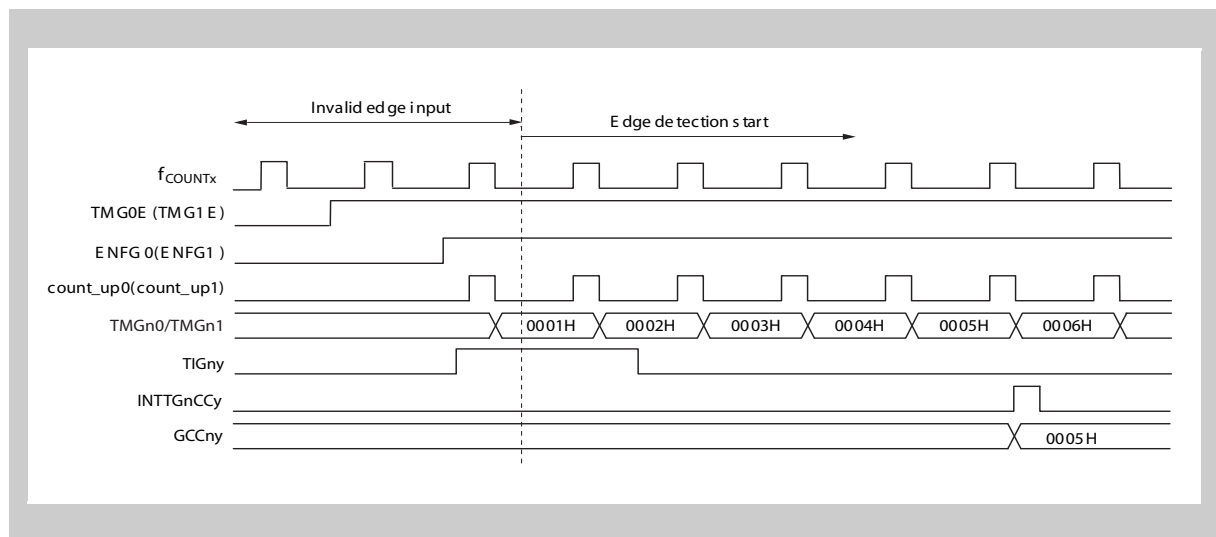 Invalid edge input
Edge detection start
fCOUNTx
TMG0E (TMG1E)
ENFG0(ENFG1)
count_up0(count_up1)
TMGn0/TMGn1
0001H 0002H 0003H 0004H 0005H 0006H
TIGny
INTTGnCCy
GCCny
0005H